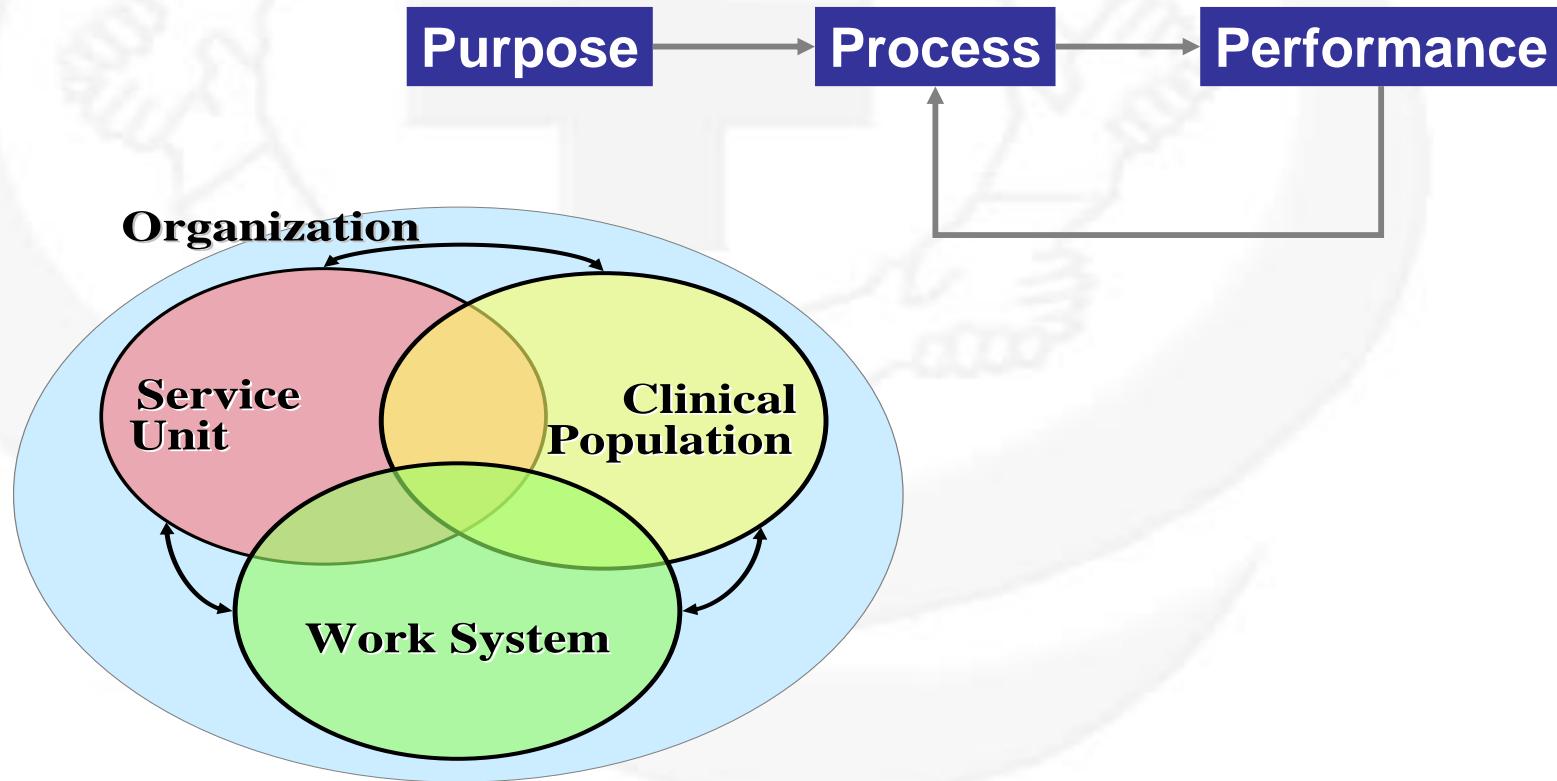 Purpose
Process
Performance
Organization
Service
Unit
Clinical
Population
Work System